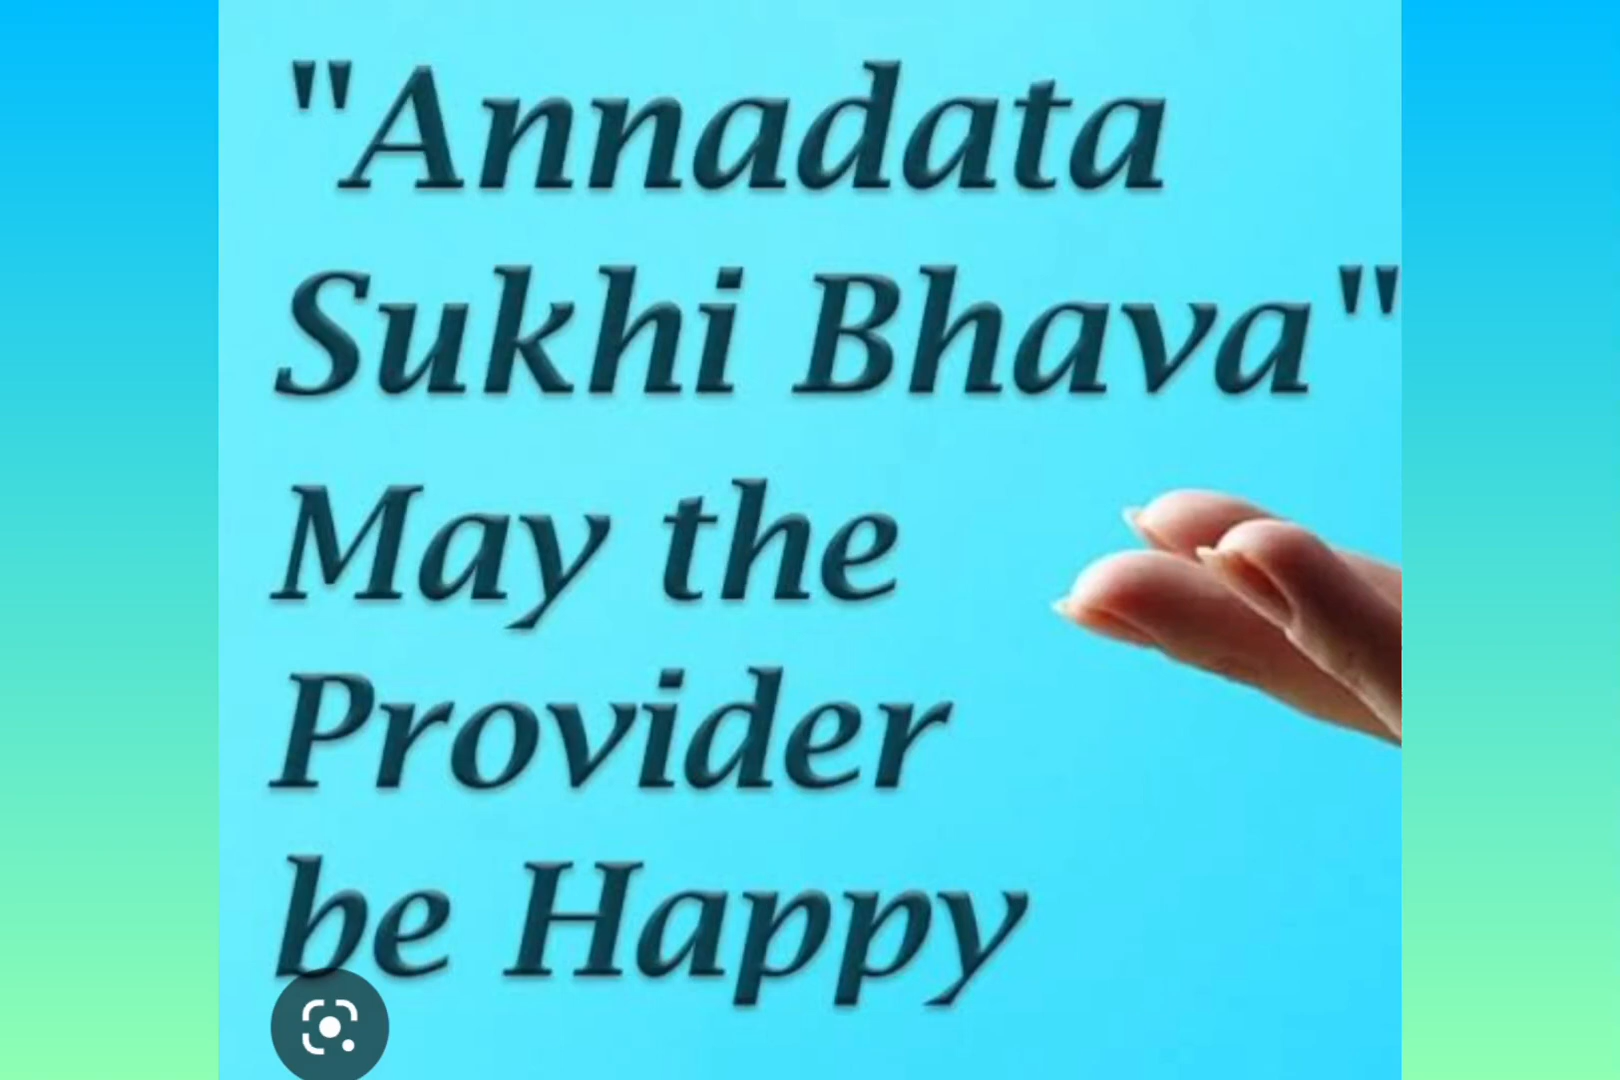 "Annadata
Sukhi Bhava"
May the
Provider
be Happy